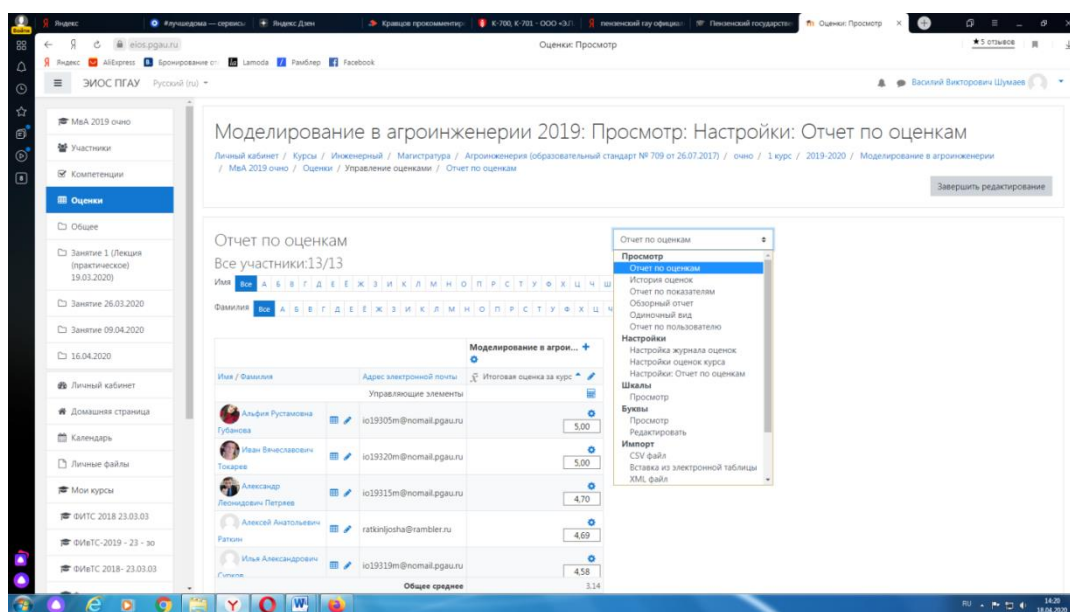 Войти
Яндекс
#лучшедома — сервисы
Яндекс Дзен
Кравцов прокомментир
К-700, К-701 - ООО «ЭЛ
пензенский гау официал
Пензенский государстве
Оценки: Просмотр
eios.pgau.ru
Оценки: Просмотр
★ 5 отзывов
Яндекс
AliExpress
Бронирование от
Lamoda
Рамблер
Facebook
ЭИОС ПГАУ
Русский (ru)
Василий Викторович Шумаев
МвА 2019 очно
Участники
Компетенции
Оценки
Общее
Занятие 1 (Лекция
(практическое)
19.03.2020)
Занятие 26.03.2020
Занятие 09.04.2020
16.04.2020
Личный кабинет
Домашняя страница
Календарь
Личные файлы
Мои курсы
ФИТС 2018 23.03.03
ФИвТС-2019 - 23 - зо
ФИвТС 2018- 23.03.03
Моделирование в агроинженерии 2019: Просмотр: Настройки: Отчет по оценкам
Личный кабинет / Курсы / Инженерный / Магистратура / Агроинженерия (образовательный стандарт № 709 от 26.07.2017) / очно / 1 курс / 2019-2020 / Моделирование в агроинженерии
/ МвА 2019 очно / Оценки / Управление оценками / Отчет по оценкам
Завершить редактирование
Отчет по оценкам
Все участники:13/13
Имя Все А Б В Г Д Е Ё Ж З И К Л М Н О П Р С Т У Ф Х Ц Ч Ш
Фамилия Все А Б В Г Д Е Ё Ж З И К Л М Н О П Р С Т У Ф Х Ц Ч
Отчет по оценкам
Просмотр
Отчет по оценкам
История оценок
Отчет по показателям
Обзорный отчет
Одиночный вид
Отчет по пользователю
Настройки
Настройка журнала оценок
Настройки оценок курса
Настройки: Отчет по оценкам
Шкалы
Просмотр
Буквы
Просмотр
Редактировать
Импорт
CSV файл
Вставка из электронной таблицы
XML файл
Моделирование в агрои...
Имя / Фамилия Адрес электронной почты Итоговая оценка за курс
Управляющие элементы
Альфия Рустамовна
Губанова
io19305m@nomail.pgau.ru
5,00
Иван Вячеславович
Токарев
io19320m@nomail.pgau.ru
5,00
Александр
Леонидович Петряев
io19315m@nomail.pgau.ru
4,70
Алексей Анатольевич
Раткин
ratkinljosha@rambler.ru
4,69
Илья Александрович
io19319m@nomail.pgau.ru
4,58
Общее среднее 3,14
RU
14:20
18.04.2020